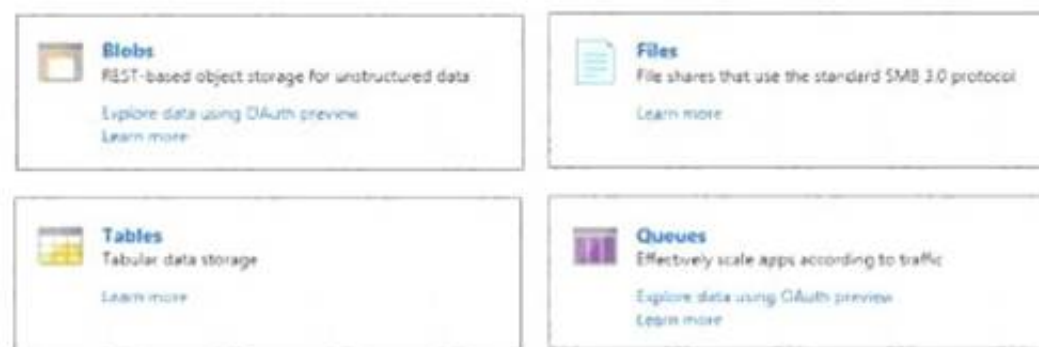 Blobs
REST-based object storage for unstructured data
Explore data using OAuth preview
Learn more
Files
File shares that use the standard SMB 3.0 protocol
Learn more
Tables
Tabular data storage
Learn more
Queues
Effectively scale apps according to traffic
Explore data using OAuth preview
Learn more